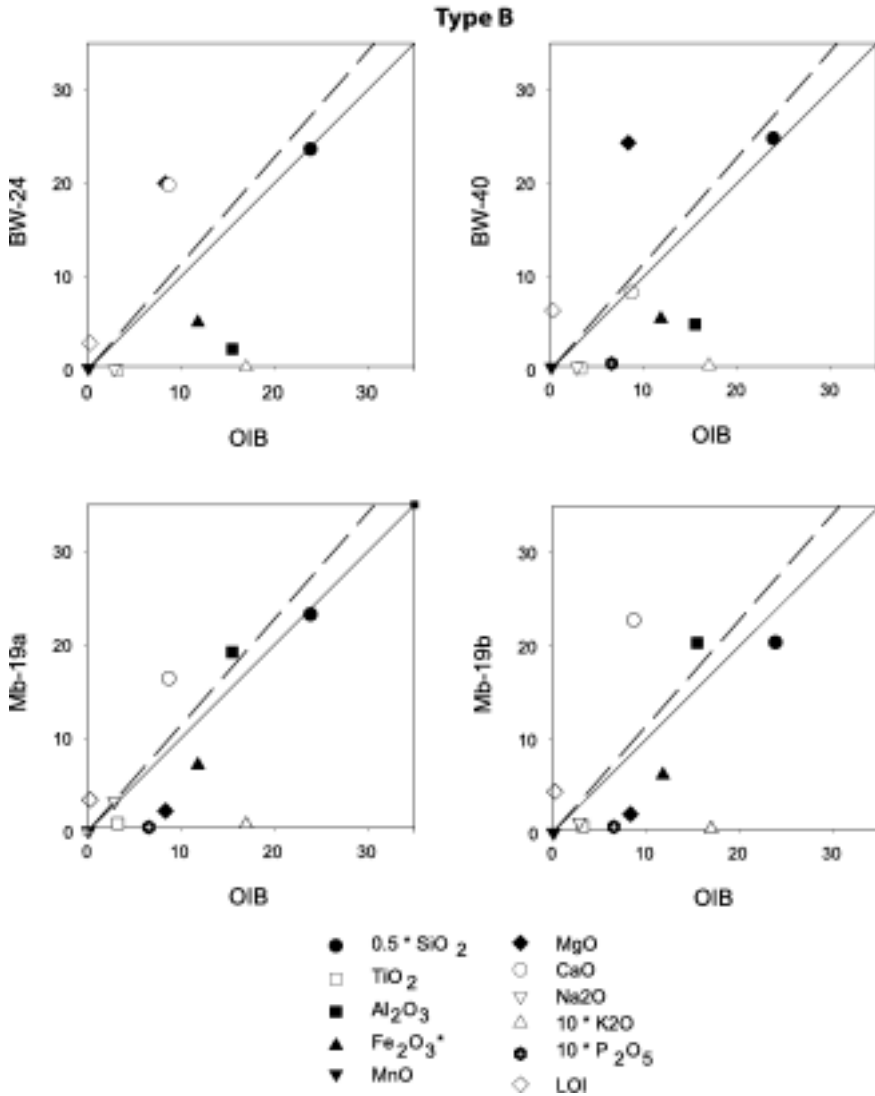 Type B
BW-24
30
20
10
0
0 10 20 30
OIB
BW-40
30
20
10
0
0 10 20 30
OIB
Mb-19a
30
20
10
0
0 10 20 30
OIB
Mb-19b
30
20
10
0
0 10 20 30
OIB
0.5 * SiO 2
TiO 2
Al2O3
Fe2O3*
MnO
MgO
CaO
Na2O
10 * K2O
10 * P 2O5
LOI